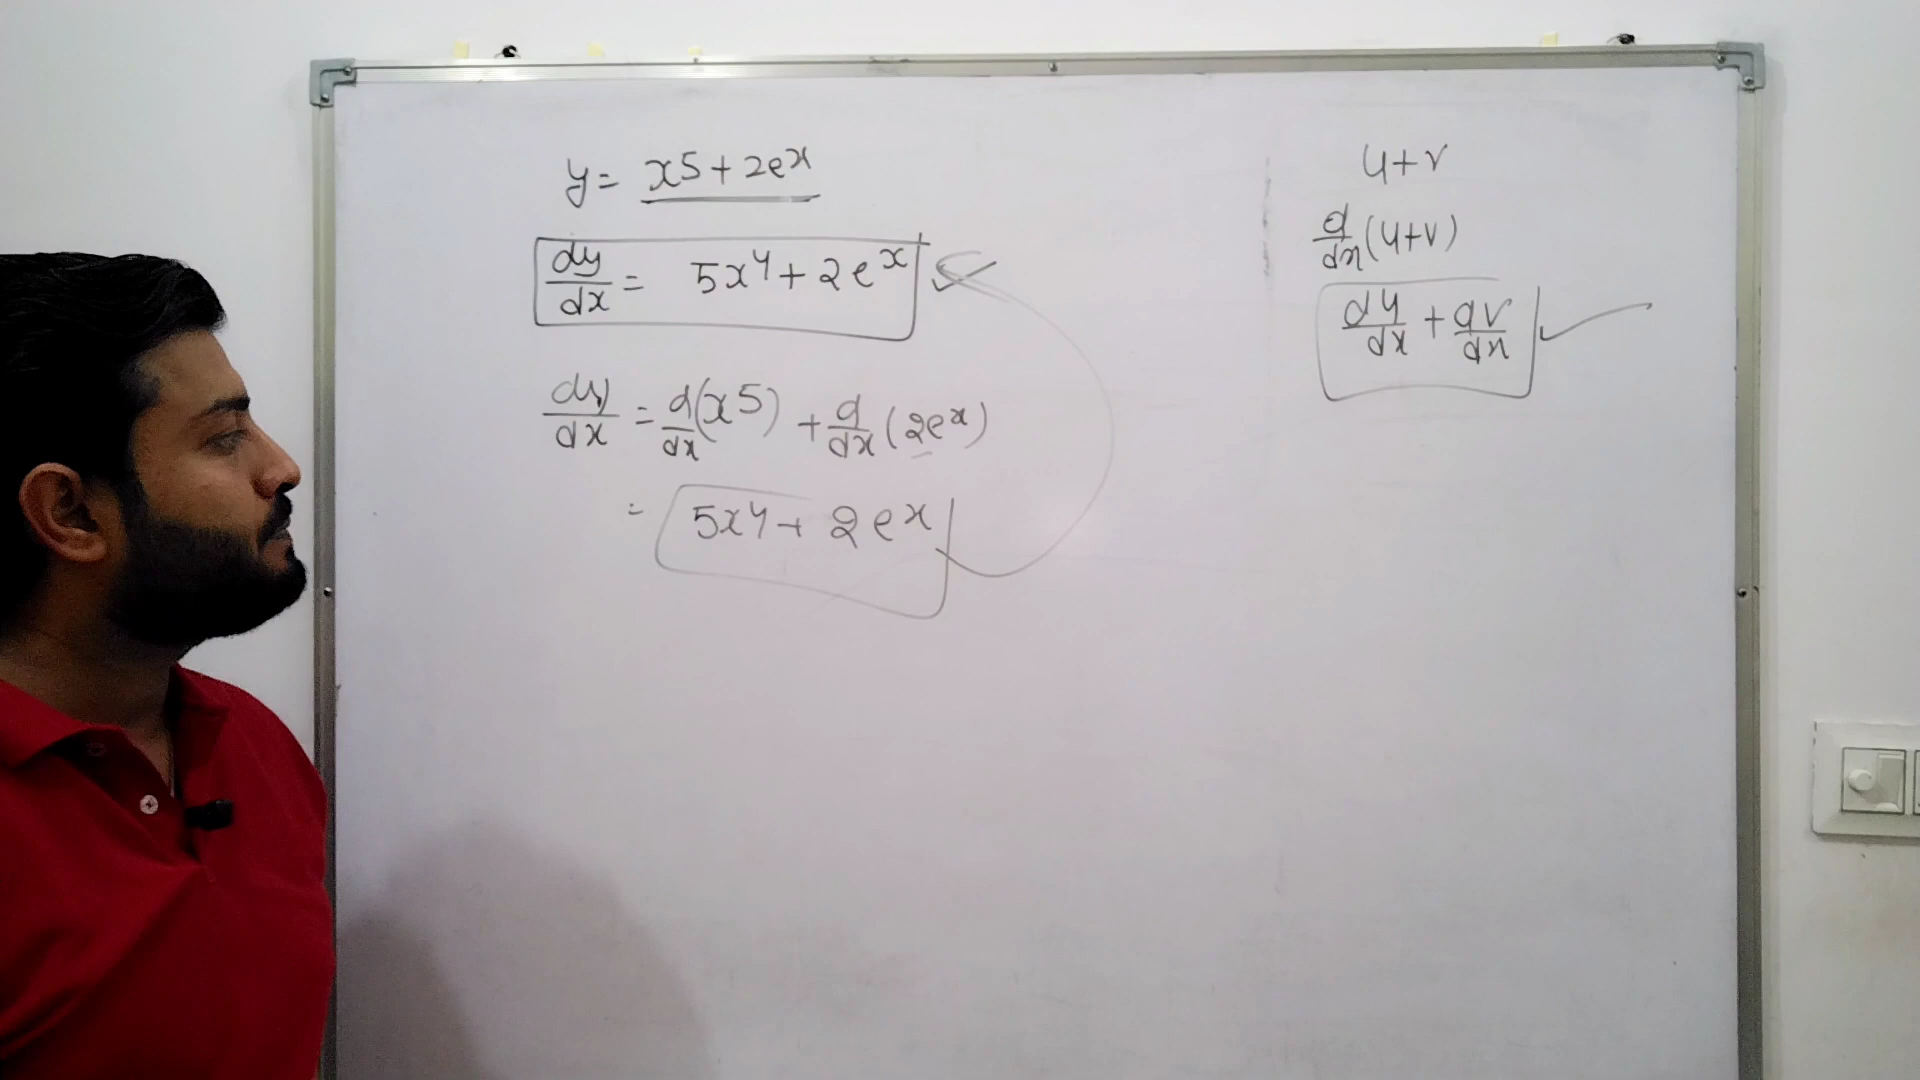 y = x5 + 2e^x
dy/dx = 5x^4 + 2e^x
dy/dx = d/dx (x5) + d/dx (2e^x)
= 5x^4 + 2e^x
u+v
d/dx (u+v)
du/dx + dv/dx